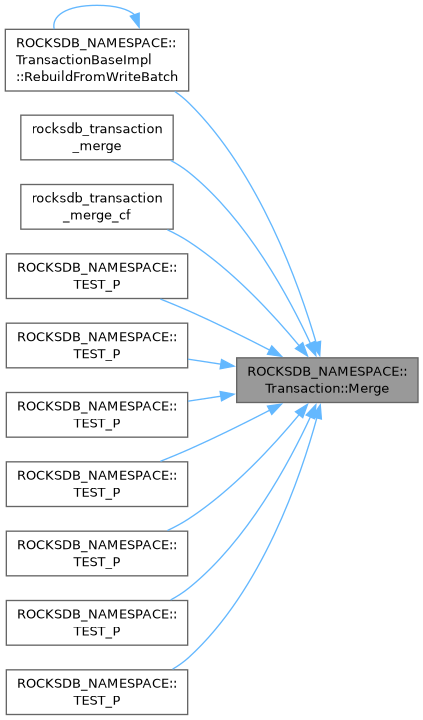 ROCKSDB_NAMESPACE::
TransactionBaseImpl
::RebuildFromWriteBatch
rocksdb_transaction
_merge
rocksdb_transaction
_merge_cf
ROCKSDB_NAMESPACE::
TEST_P
ROCKSDB_NAMESPACE::
TEST_P
ROCKSDB_NAMESPACE::
Transaction::Merge
ROCKSDB_NAMESPACE::
TEST_P
ROCKSDB_NAMESPACE::
TEST_P
ROCKSDB_NAMESPACE::
TEST_P
ROCKSDB_NAMESPACE::
TEST_P
ROCKSDB_NAMESPACE::
TEST_P